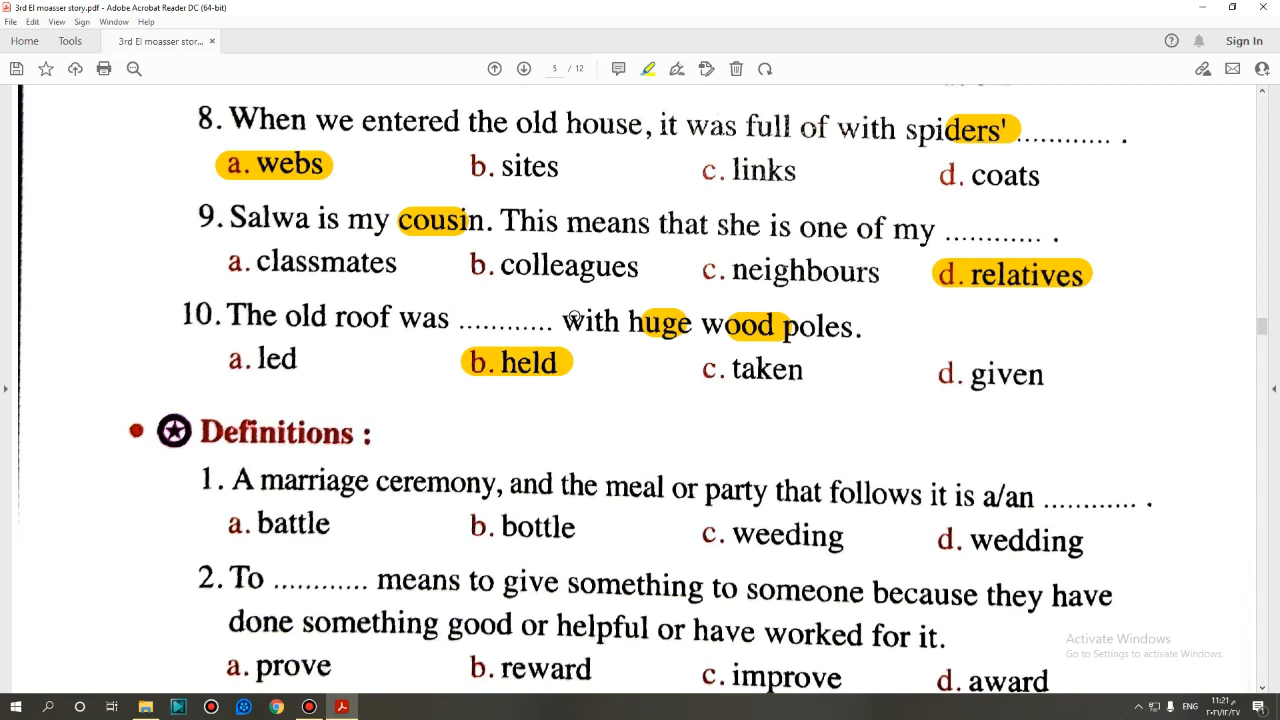 3rd El moasser story.pdf - Adobe Acrobat Reader DC (64-bit)
File Edit View Sign Window Help
Home Tools 3rd El moasser stor... × Sign In
5 / 12
8. When we entered the old house, it was full of with spiders' ............ .
a. webs b. sites c. links d. coats
9. Salwa is my cousin. This means that she is one of my ............ .
a. classmates b. colleagues c. neighbours d. relatives
10. The old roof was ............ with huge wood poles.
a. led b. held c. taken d. given
Definitions :
1. A marriage ceremony, and the meal or party that follows it is a/an ............ .
a. battle b. bottle c. weeding d. wedding
2. To ............ means to give something to someone because they have
done something good or helpful or have worked for it.
a. prove b. reward c. improve d. award
Activate Windows
Go to Settings to activate Windows.
ENG
11:21 م
٢٠٢١/١٢/٢٧